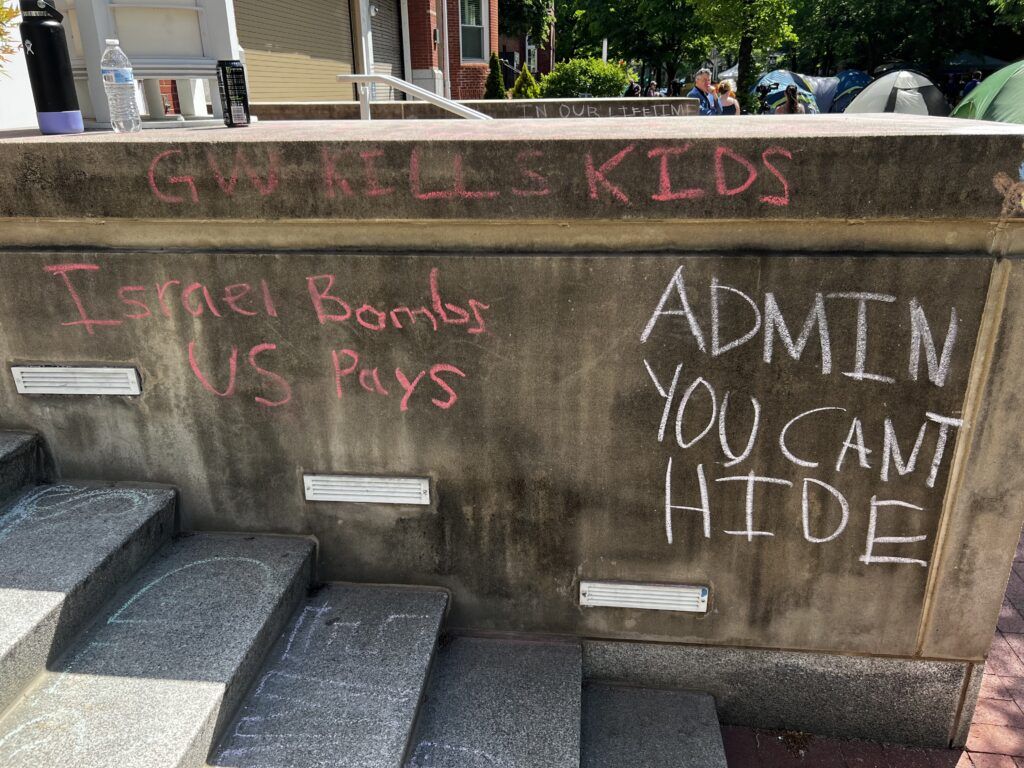 IN OUR LIFETIME
GW KILLS KIDS
Israel Bombs
US Pays
ADMIN
YOU CANT
HIDE